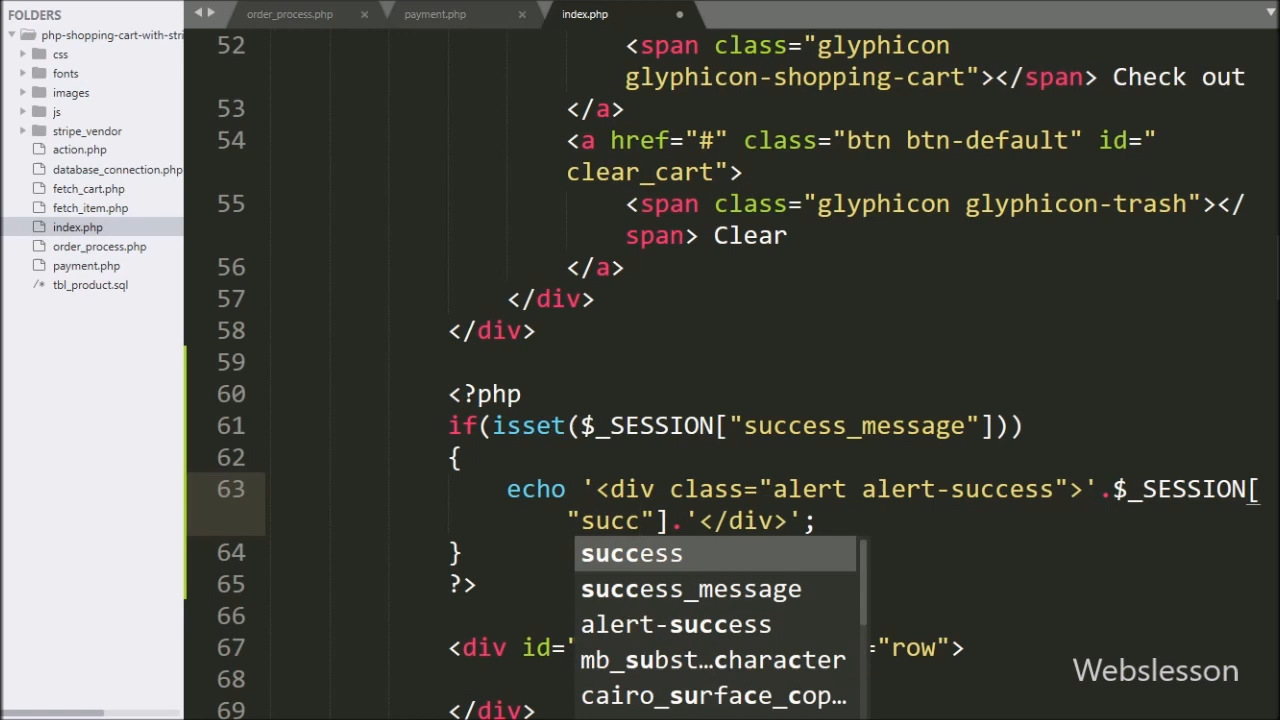 FOLDERS
php-shopping-cart-with-stri
css
fonts
images
js
stripe_vendor
action.php
database_connection.php
fetch_cart.php
fetch_item.php
index.php
order_process.php
payment.php
/* tbl_product.sql
order_process.php × payment.php × index.php
52 <span class="glyphicon
glyphicon-shopping-cart"></span> Check out
53 </a>
54 <a href="#" class="btn btn-default" id="
clear_cart">
55 <span class="glyphicon glyphicon-trash"></
span> Clear
56 </a>
57 </div>
58 </div>
59
60 <?php
61 if(isset($_SESSION["success_message"]))
62 {
63 echo '<div class="alert alert-success">'.$_SESSION[
"succ"].'</div>';
64 }
65 ?>
66
67 <div id= ="row">
68
69 </div>
success
success_message
alert-success
mb_subst…character
cairo_surface_cop…
Webslesson